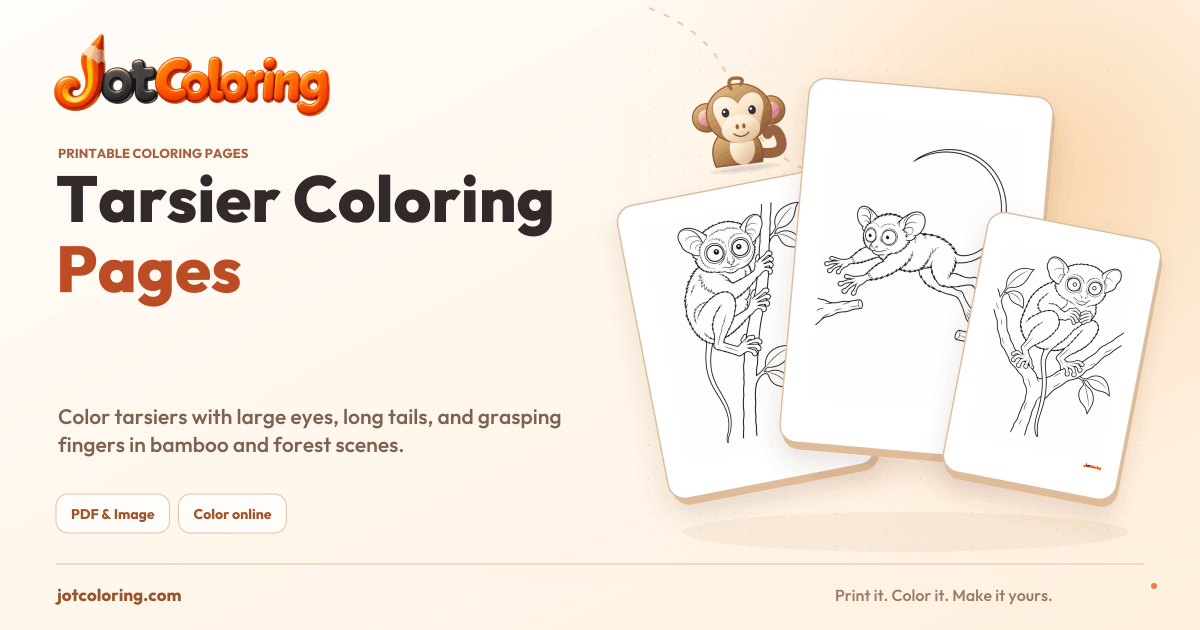 JotColoring
PRINTABLE COLORING PAGES
Tarsier Coloring
Pages
Color tarsiers with large eyes, long tails, and grasping
fingers in bamboo and forest scenes.
PDF & Image
Color online
jotcoloring.com
Print it. Color it. Make it yours.